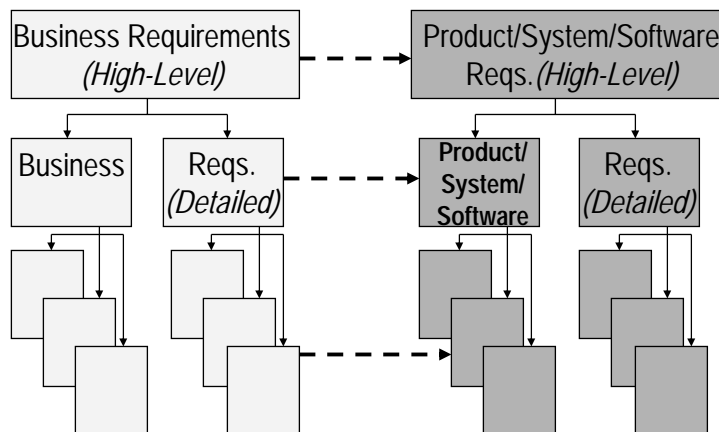 Business Requirements
(High-Level)
Product/System/Software
Reqs.(High-Level)
Business
Reqs.
(Detailed)
Product/
System/
Software
Reqs.
(Detailed)